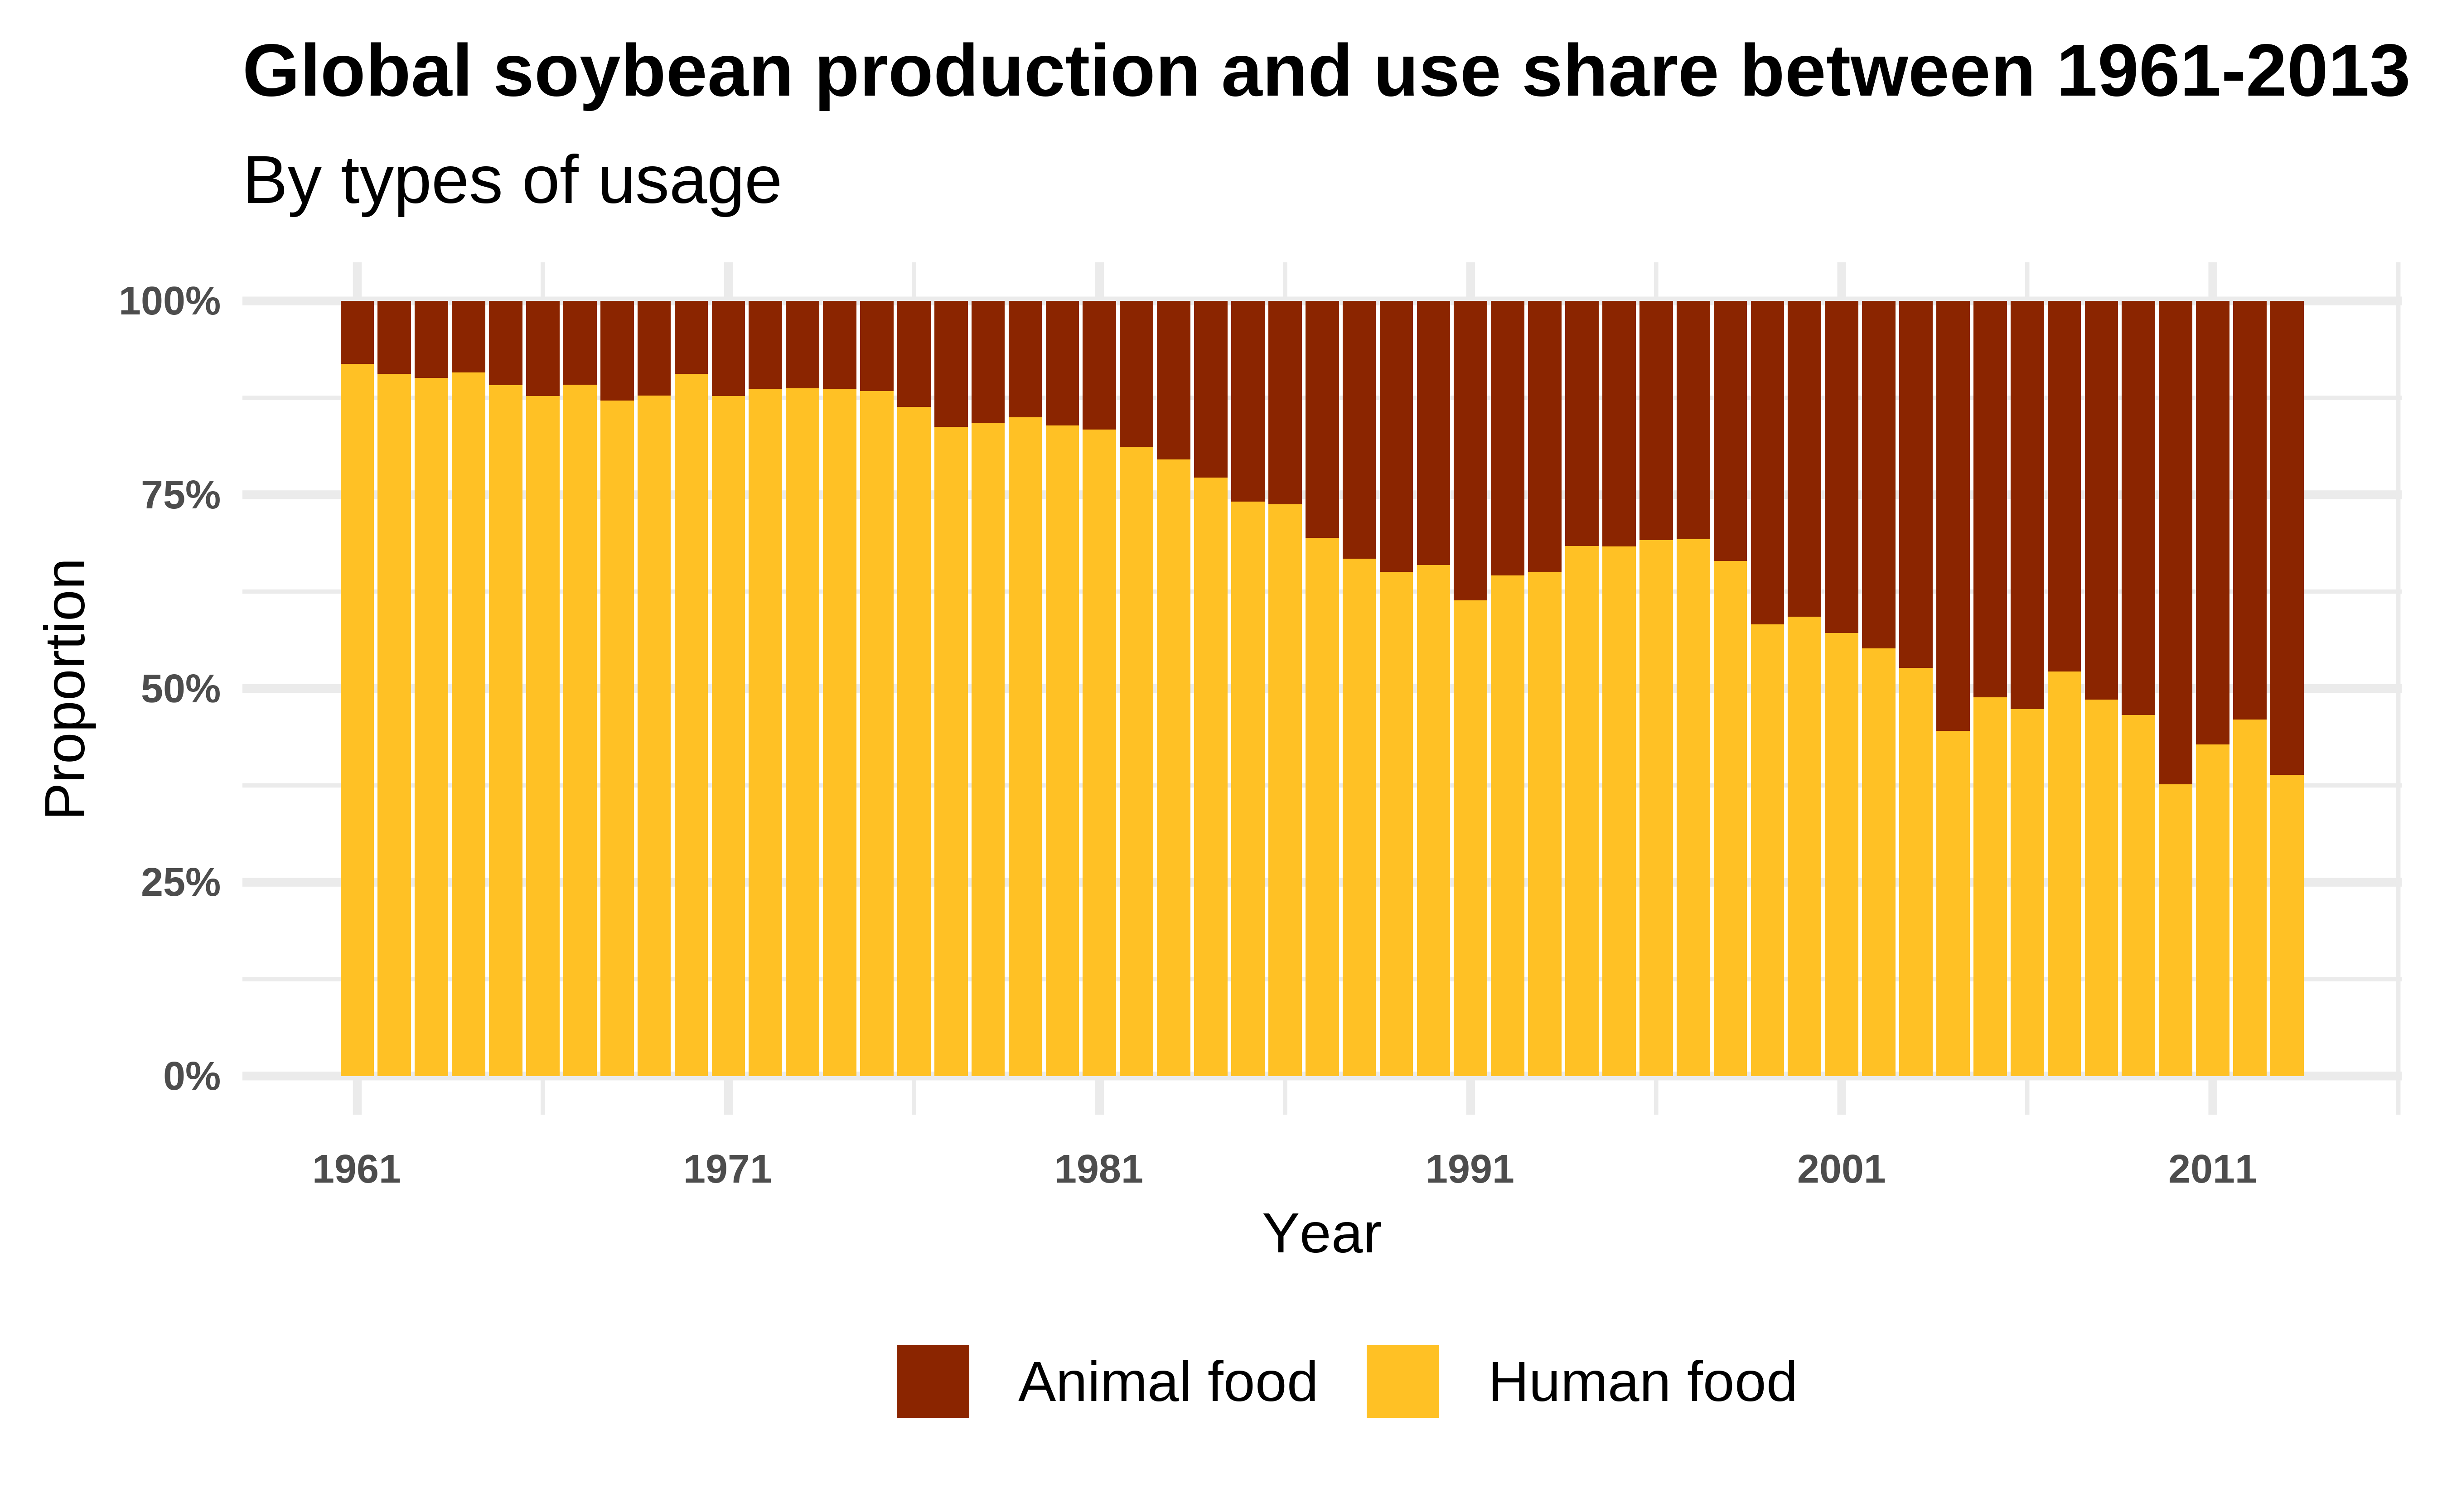 Global soybean production and use share between 1961-2013
By types of usage
100%
75%
50%
25%
0%
Proportion
1961 1971 1981 1991 2001 2011
Year
Animal food Human food